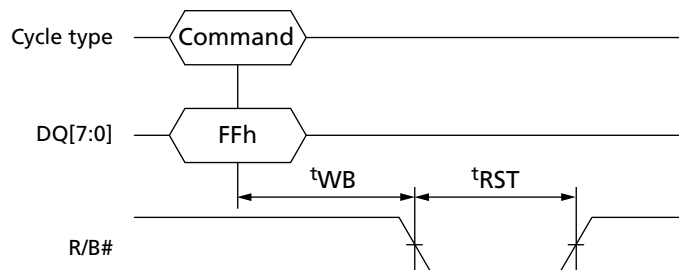 Cycle type
Command
DQ[7:0]
FFh
tWB
tRST
R/B#